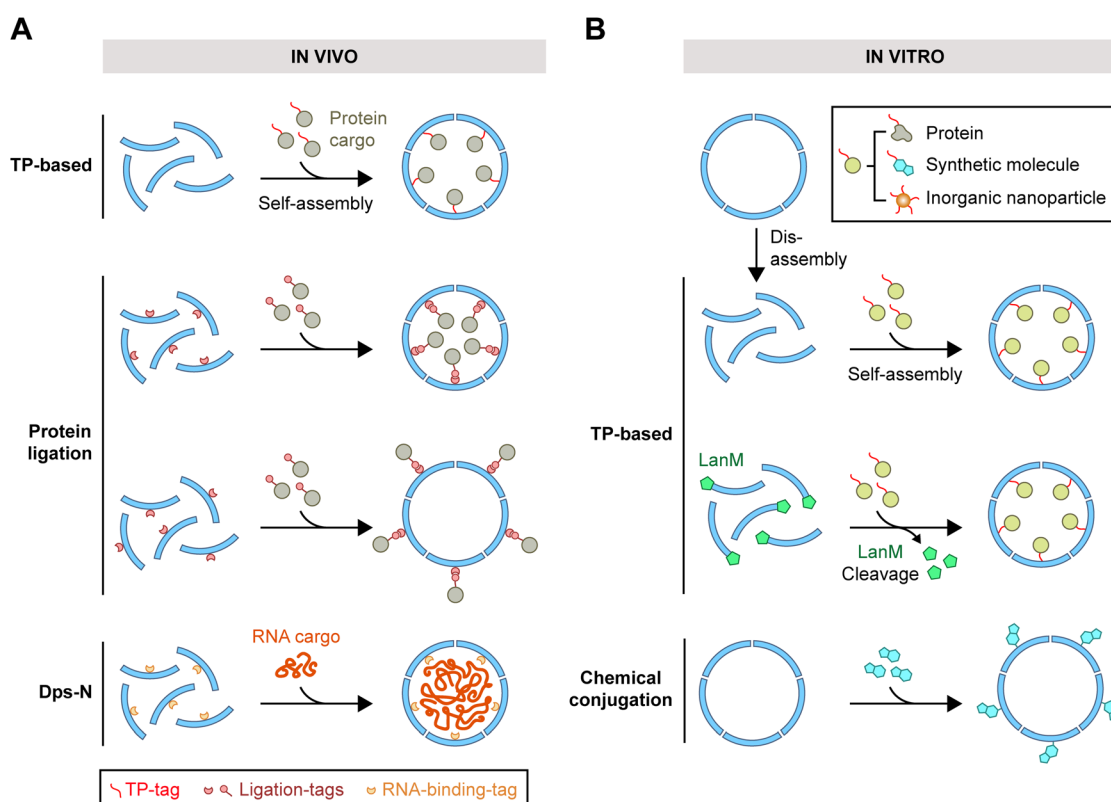 A
IN VIVO
TP-based
Protein
cargo
Self-assembly
Protein
ligation
RNA cargo
Dps-N
TP-tag
Ligation-tags
RNA-binding-tag
B
IN VITRO
Protein
Synthetic molecule
Inorganic nanoparticle
Dis-
assembly
Self-assembly
TP-based
LanM
LanM
Cleavage
Chemical
conjugation